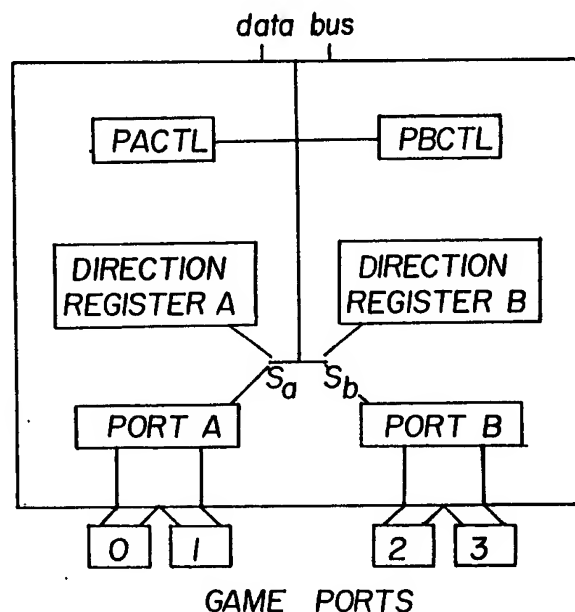 data bus
PACTL
PBCTL
DIRECTION
REGISTER A
DIRECTION
REGISTER B
Sa
Sb
PORT A
PORT B
0
1
2
3
GAME PORTS